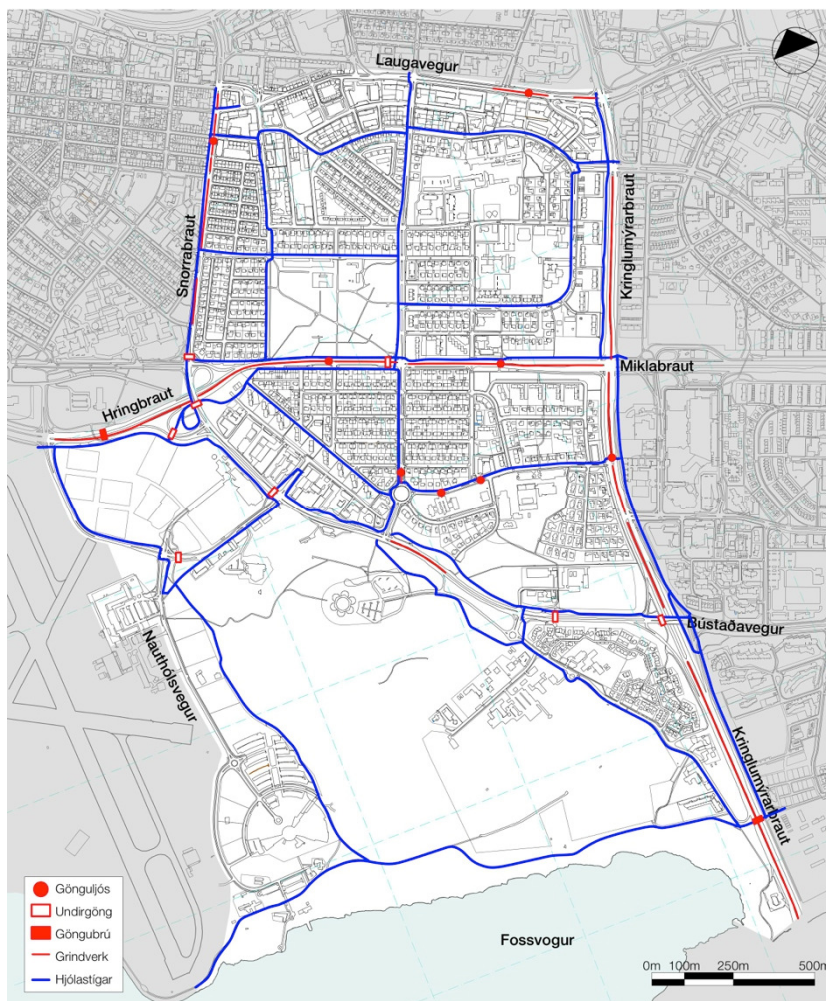 Laugavegur
Snorrabraut
Kringlumýrarbraut
Hringbraut
Miklabraut
Nauthólsvegur
Bústaðavegur
Kringlumýrarbraut
Fossvogur
Gönguljós
Undirgöng
Göngubrú
Grindverk
Hjólastígar
0m 100m 250m 500m